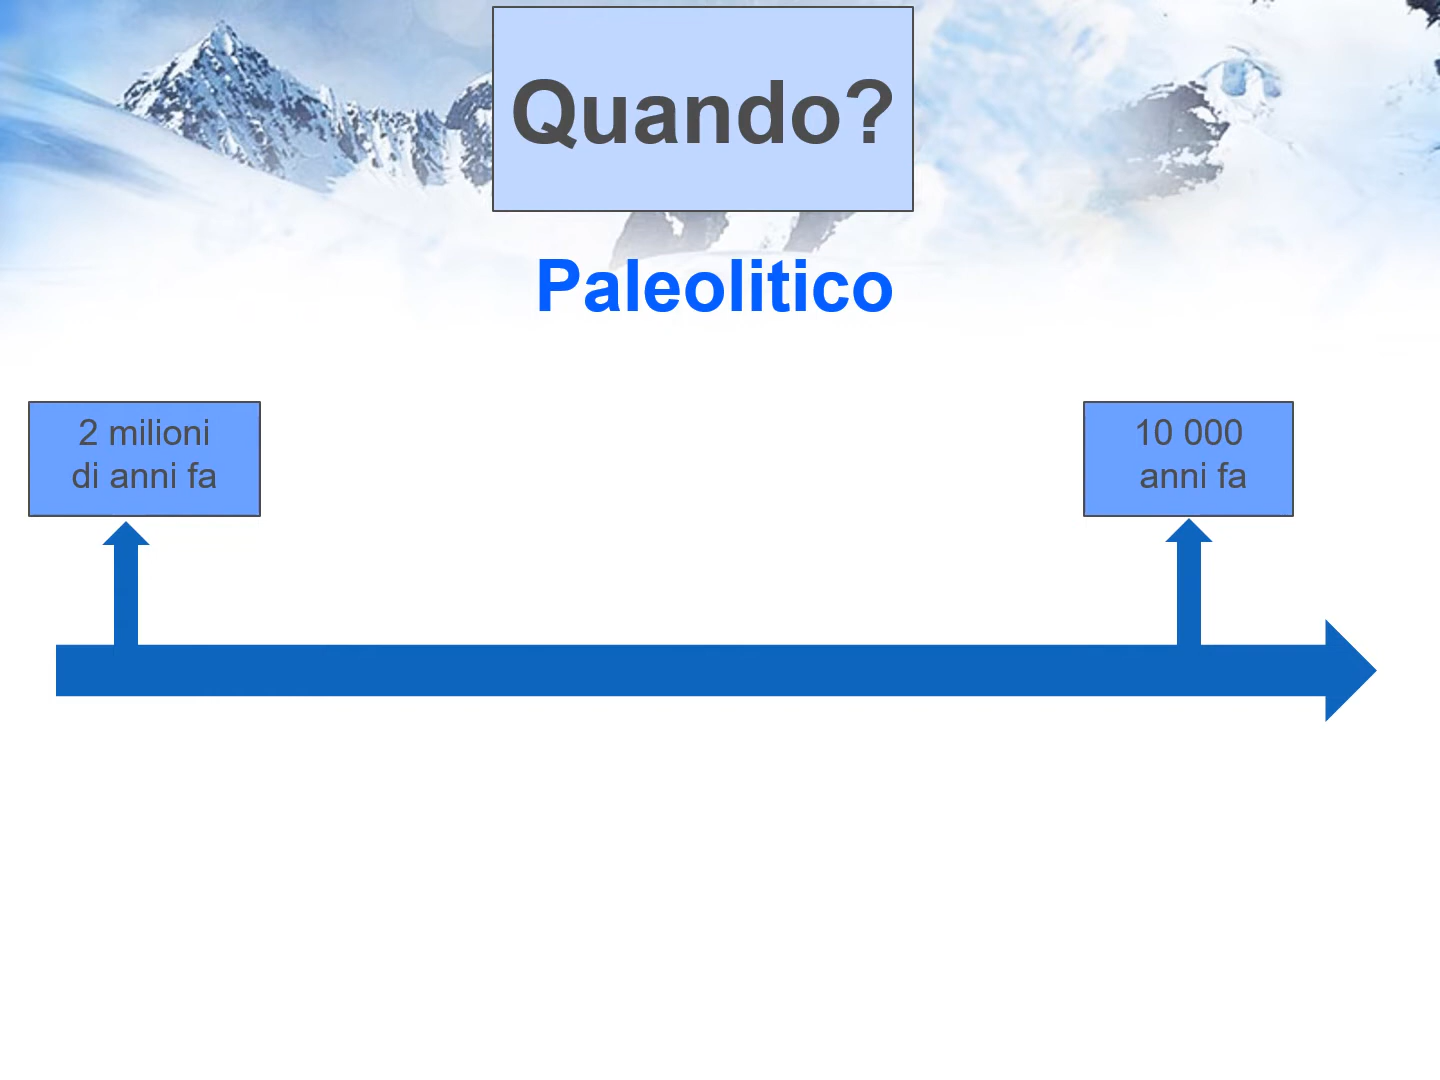 Quando?
Paleolitico
2 milioni
di anni fa
10 000
anni fa